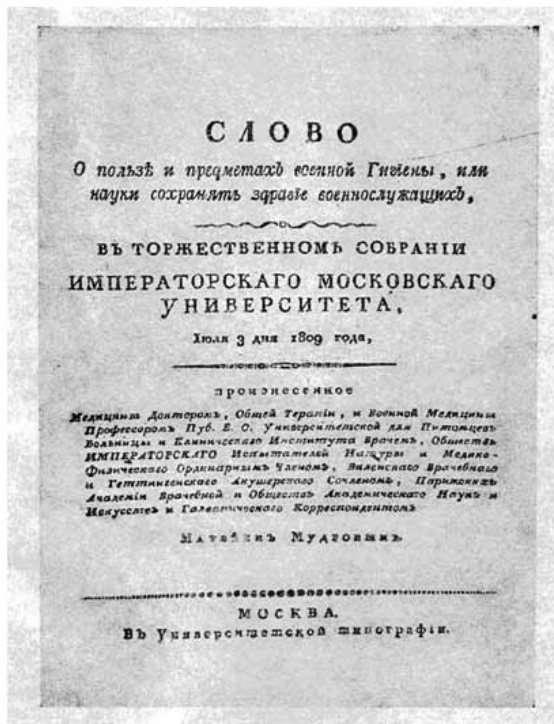 СЛОВО
О пользѣ и предметахъ военной Гигіены, или
науки сохранять здравіе военнослужащихъ,
ВЪ ТОРЖЕСТВЕННОМЪ СОБРАНІИ
ИМПЕРАТОРСКАГО МОСКОВСКАГО
УНИВЕРСИТЕТА,
Іюля 3 дня 1809 года,
произнесенное
Медицины Докторомъ, Общей Терапіи, и Военной Медицины
Профессоромъ Пуб. Е. О. Университетской для Питомцевъ
Больницы и Клиническаго Института Врачемъ, Обществъ
ИМПЕРАТОРСКАГО Испытателей Натуры и Медико-
Физическаго Ординарнымъ Членомъ, Виленскаго Врачебнаго
и Геттингенскаго Акушерскаго Сочленомъ, Парижскихъ
Академіи Врачебной и Обществъ Академическаго Наукъ и
Искусствъ и Галваническаго Корреспондентомъ
Матвѣемъ Мудровымъ.
МОСКВА.
Въ Университетской типографіи.